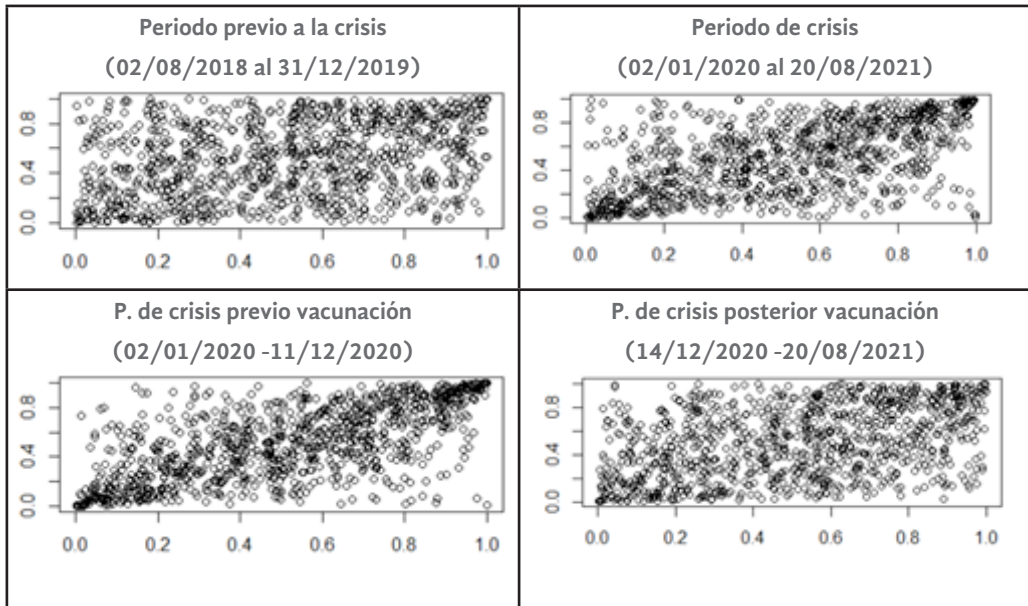 Periodo previo a la crisis
(02/08/2018 al 31/12/2019)
0.0 0.4 0.8
0.0 0.2 0.4 0.6 0.8 1.0
Periodo de crisis
(02/01/2020 al 20/08/2021)
0.0 0.4 0.8
0.0 0.2 0.4 0.6 0.8 1.0
P. de crisis previo vacunación
(02/01/2020 -11/12/2020)
0.0 0.4 0.8
0.0 0.2 0.4 0.6 0.8 1.0
P. de crisis posterior vacunación
(14/12/2020 -20/08/2021)
0.0 0.4 0.8
0.0 0.2 0.4 0.6 0.8 1.0